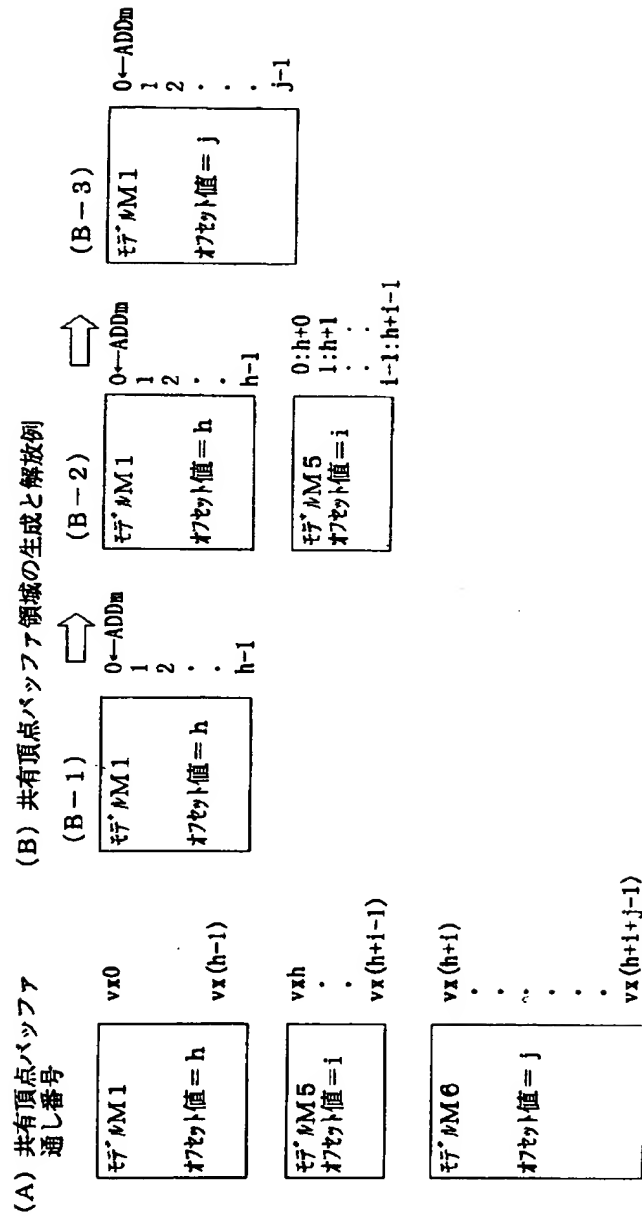 (A) 共有頂点バッファ
通し番号
モデルM1
オフセット値＝h
vx0
vx(h-1)
モデルM5
オフセット値＝i
vxh
・
・
vx(h+i-1)
モデルM6
オフセット値＝j
vx(h+i)
・
・
・
・
・
・
vx(h+i+j-1)
(B) 共有頂点バッファ領域の生成と解放例
(B－1)
モデルM1
オフセット値＝h
0←ADDm
1
2
・
・
h-1
(B－2)
モデルM1
オフセット値＝h
0←ADDm
1
2
・
・
h-1
モデルM5
オフセット値＝i
0:h+0
1:h+1
・ ・
・ ・
i-1:h+i-1
(B－3)
モデルM1
オフセット値＝j
0←ADDm
1
2
・
・
・
j-1